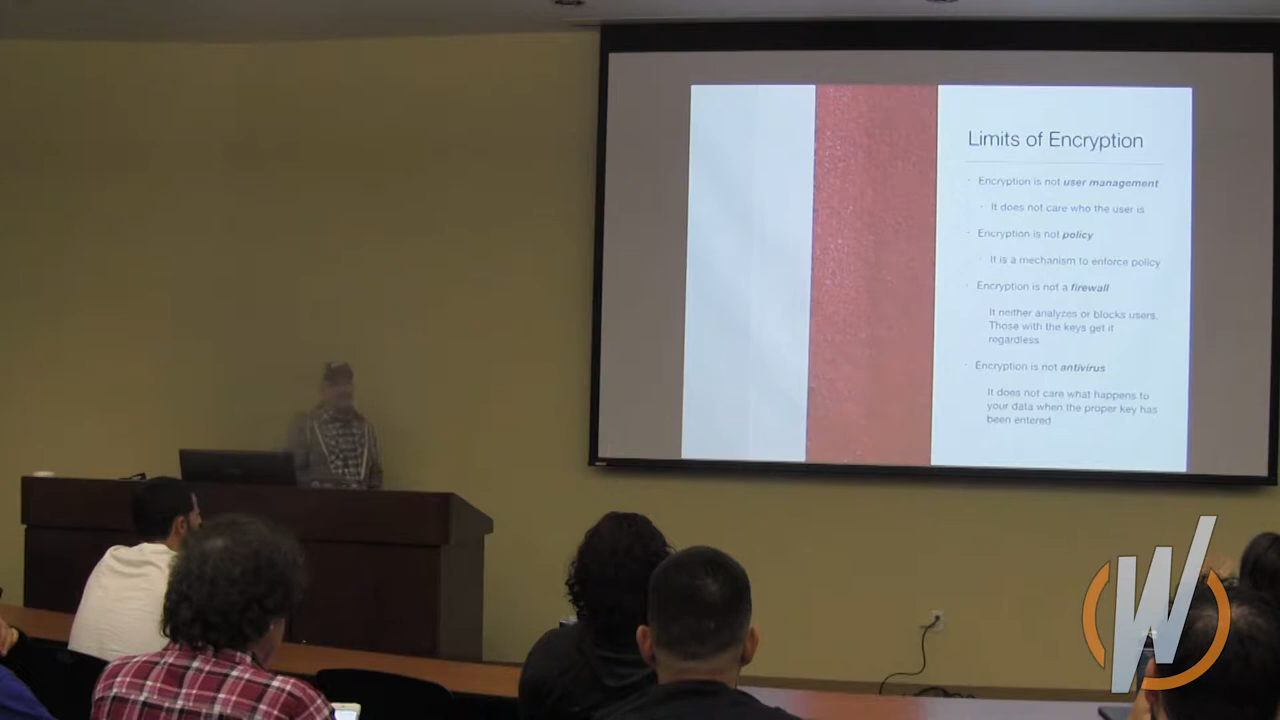 Limits of Encryption
Encryption is not user management
It does not care who the user is
Encryption is not policy
It is a mechanism to enforce policy
Encryption is not a firewall
It neither analyzes or blocks users.
Those with the keys get it
regardless
Encryption is not antivirus
It does not care what happens to
your data when the proper key has
been entered
W